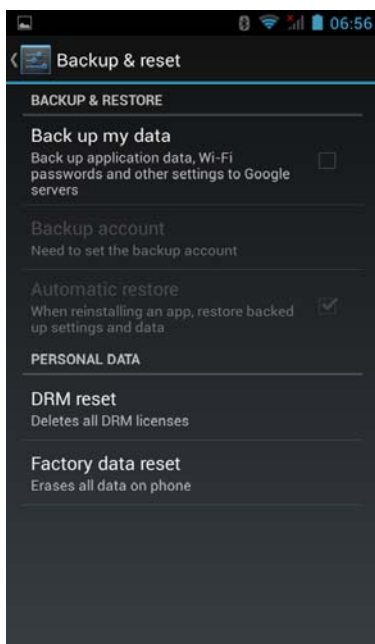 06:56
Backup & reset
BACKUP & RESTORE
Back up my data
Back up application data, Wi-Fi
passwords and other settings to Google
servers
Backup account
Need to set the backup account
Automatic restore
When reinstalling an app, restore backed
up settings and data
PERSONAL DATA
DRM reset
Deletes all DRM licenses
Factory data reset
Erases all data on phone